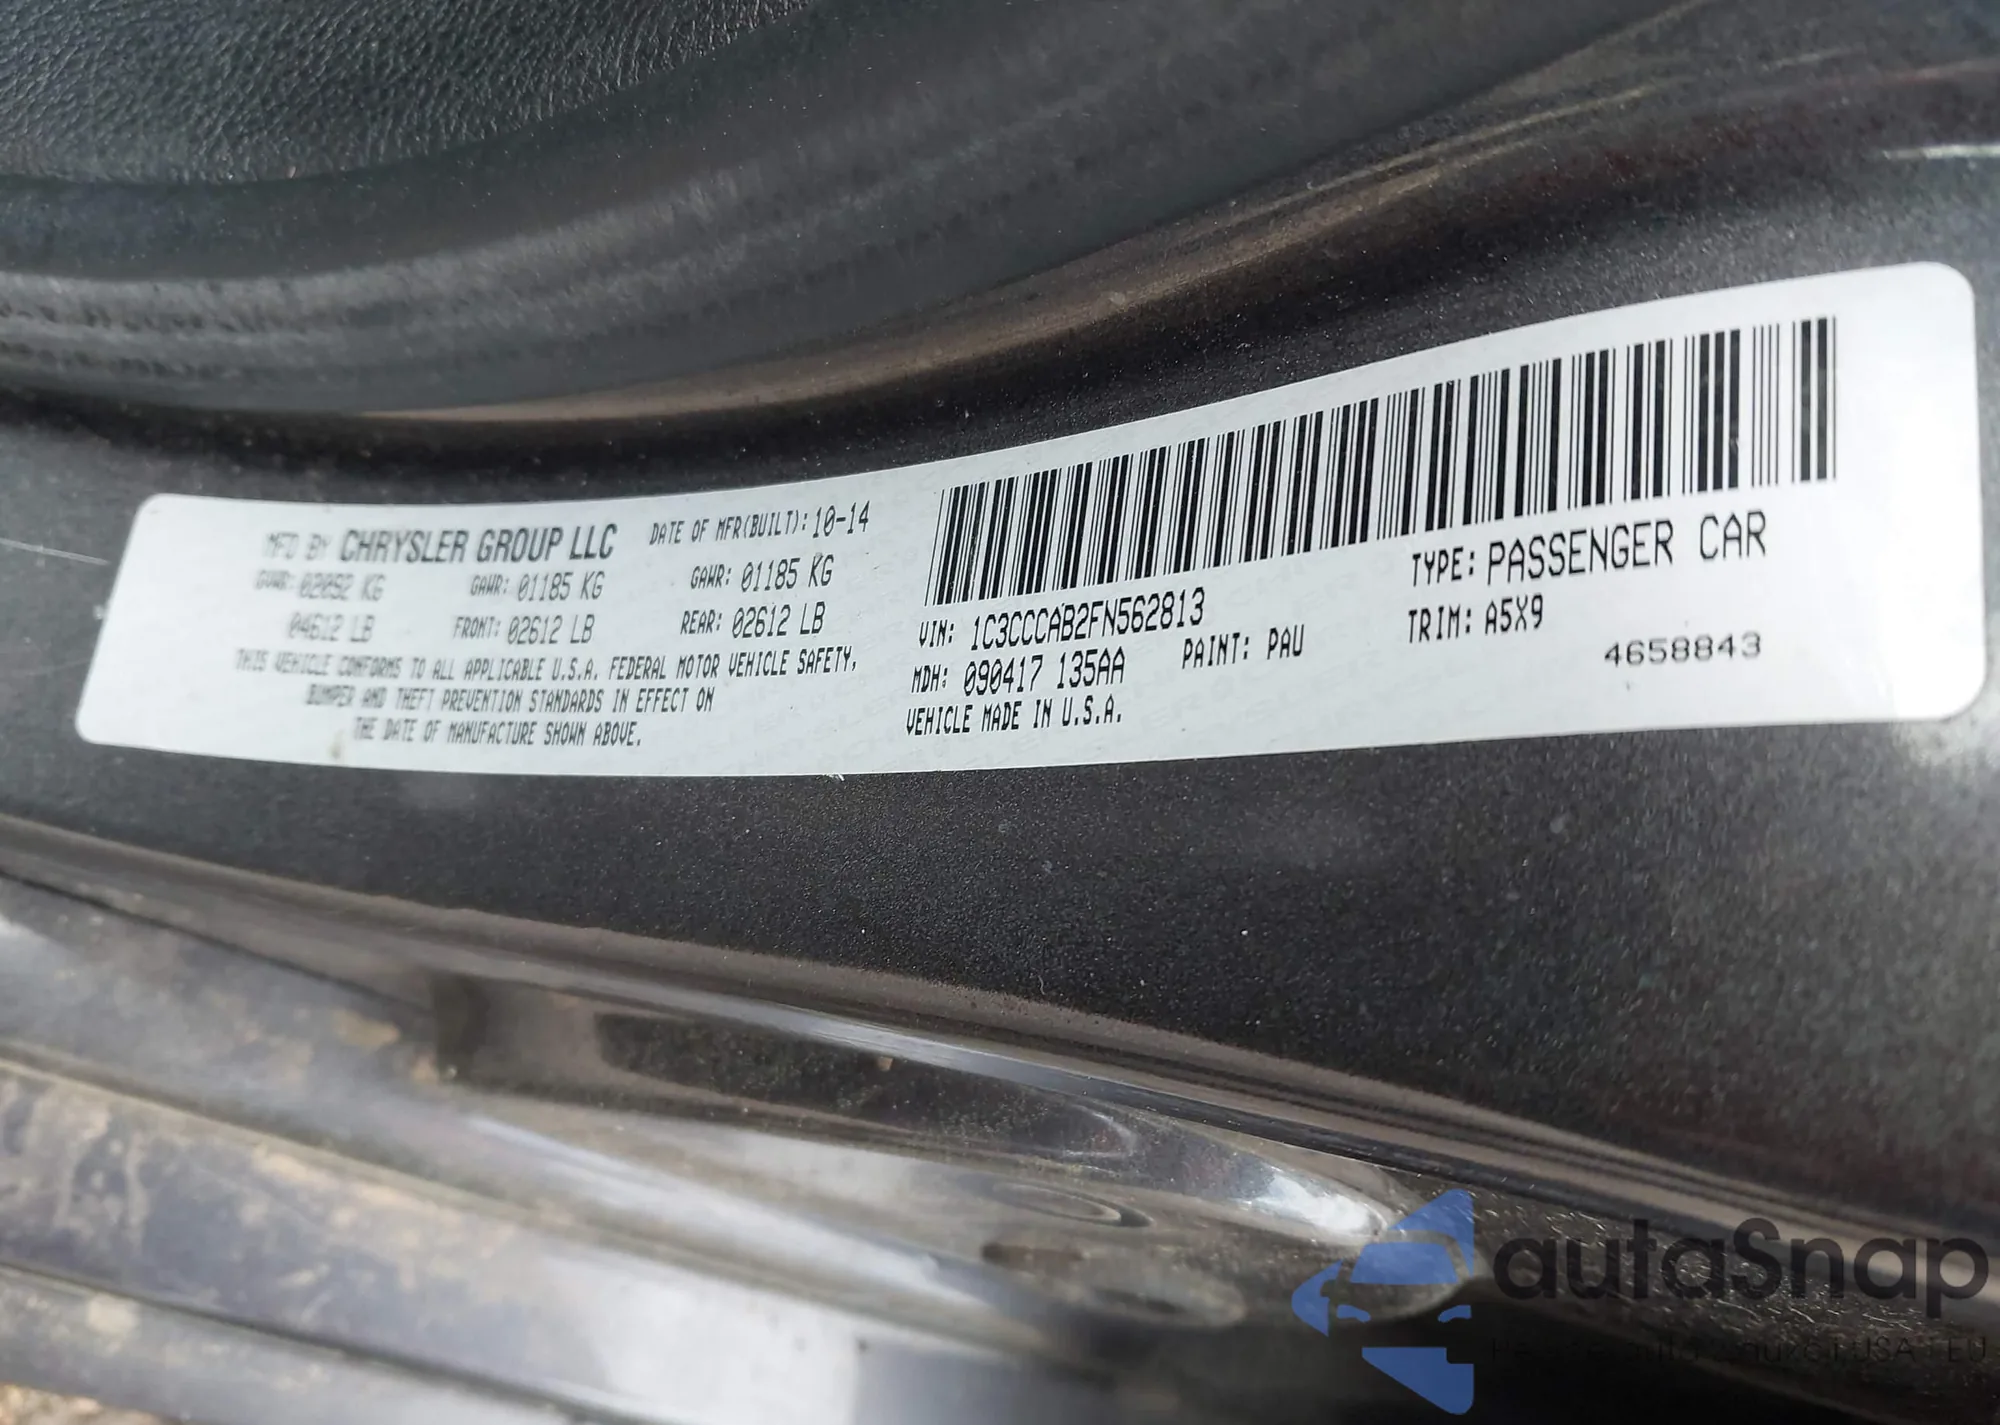 MFD BY CHRYSLER GROUP LLC DATE OF MFR(BUILT): 10-14
GVWR: 02092 KG GAWR: 01185 KG GAWR: 01185 KG
04612 LB FRONT: 02612 LB REAR: 02612 LB
THIS VEHICLE CONFORMS TO ALL APPLICABLE U.S.A. FEDERAL MOTOR VEHICLE SAFETY,
BUMPER AND THEFT PREVENTION STANDARDS IN EFFECT ON
THE DATE OF MANUFACTURE SHOWN ABOVE.
VIN: 1C3CCCAB2FN562813 TYPE: PASSENGER CAR
MDH: 090417 135AA PAINT: PAU TRIM: A5X9
VEHICLE MADE IN U.S.A. 4658843
autaSnap
USA
EU